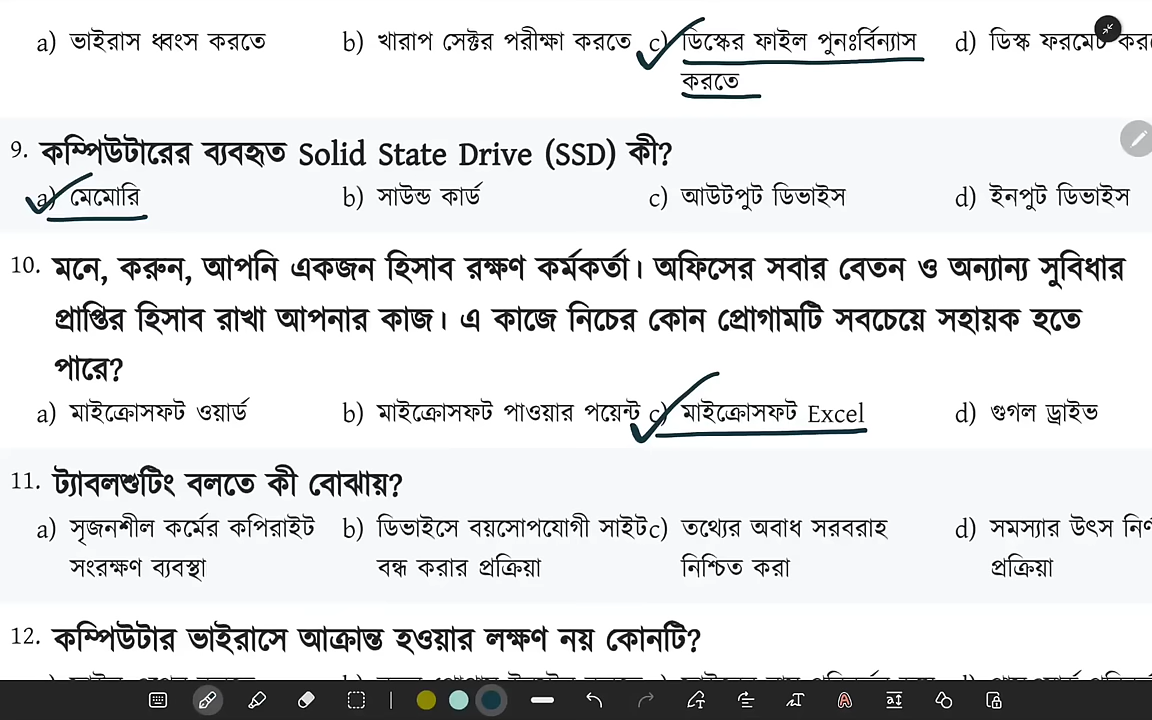 a) ভাইরাস ধ্বংস করতে b) খারাপ সেক্টর পরীক্ষা করতে c) ডিস্কের ফাইল পুনঃর্বিন্যাস d) ডিস্ক ফরমেট
করতে
9. কম্পিউটারের ব্যবহৃত Solid State Drive (SSD) কী?
a) মেমোরি b) সাউন্ড কার্ড c) আউটপুট ডিভাইস d) ইনপুট ডিভাইস
10. মনে, করুন, আপনি একজন হিসাব রক্ষণ কর্মকর্তা। অফিসের সবার বেতন ও অন্যান্য সুবিধার
প্রাপ্তির হিসাব রাখা আপনার কাজ। এ কাজে নিচের কোন প্রোগামটি সবচেয়ে সহায়ক হতে
পারে?
a) মাইক্রোসফট ওয়ার্ড b) মাইক্রোসফট পাওয়ার পয়েন্ট c) মাইক্রোসফট Excel d) গুগল ড্রাইভ
11. ট্যাবলশুটিং বলতে কী বোঝায়?
a) সৃজনশীল কর্মের কপিরাইট b) ডিভাইসে বয়সোপযোগী সাইট c) তথ্যের অবাধ সরবরাহ d) সমস্যার উৎস
সংরক্ষণ ব্যবস্থা বন্ধ করার প্রক্রিয়া নিশ্চিত করা প্রক্রিয়া
12. কম্পিউটার ভাইরাসে আক্রান্ত হওয়ার লক্ষণ নয় কোনটি?